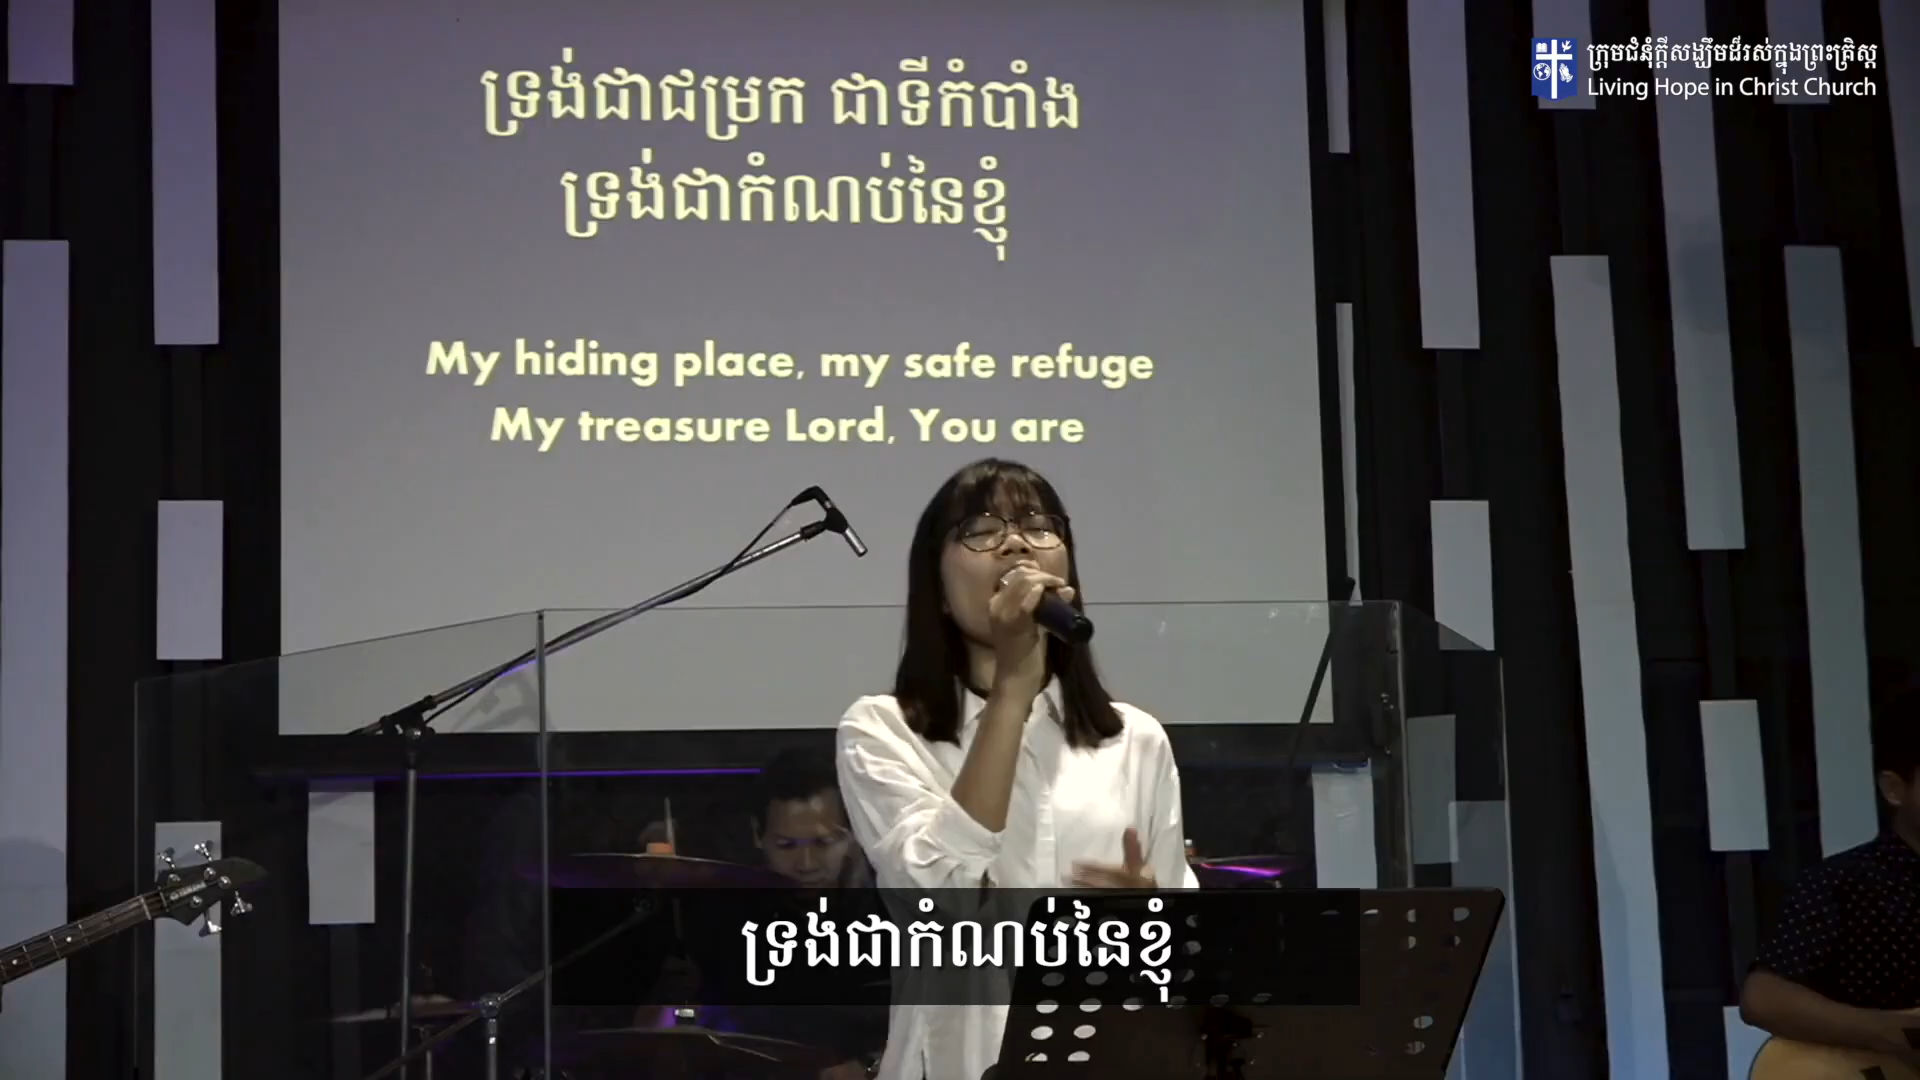 ទ្រង់ជាជម្រក ជាទីកំបាំង
ទ្រង់ជាកំណប់នៃខ្ញុំ
My hiding place, my safe refuge
My treasure Lord, You are
ក្រុមជំនុំក្ដីសង្ឃឹមដ៏រស់ក្នុងព្រះគ្រិស្ត
Living Hope in Christ Church
ទ្រង់ជាកំណប់នៃខ្ញុំ